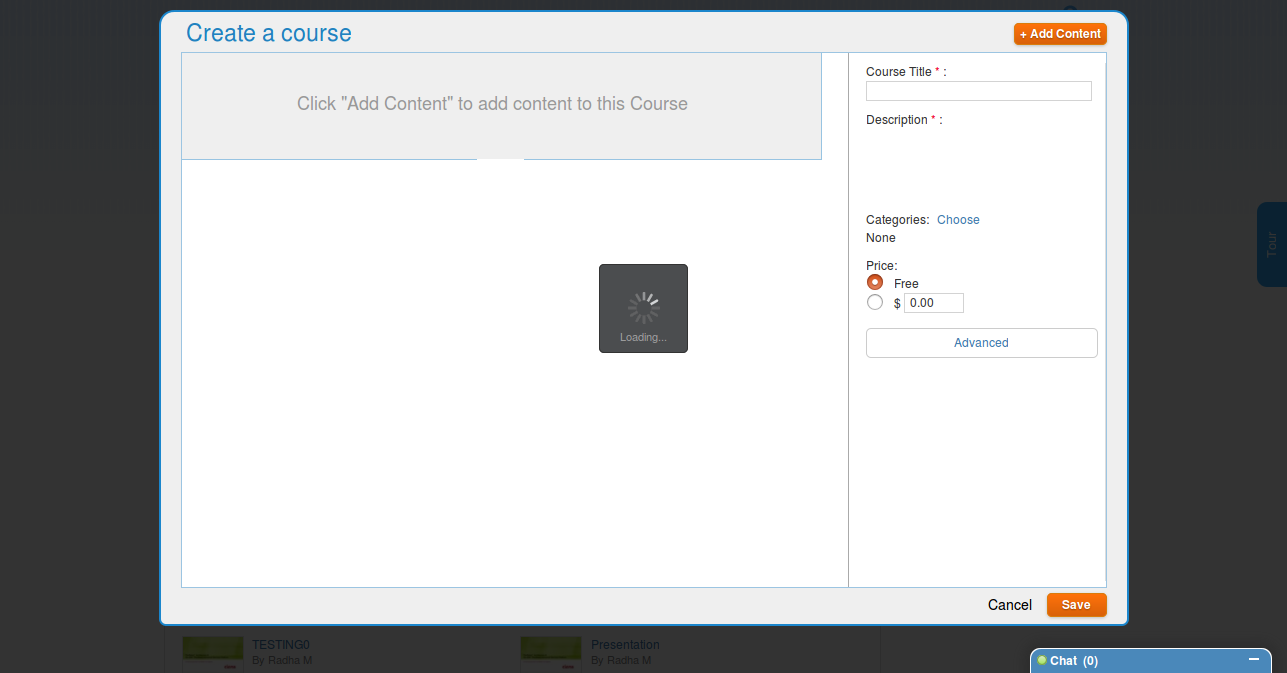 Create a course
+ Add Content
Click "Add Content" to add content to this Course
Course Title * :
Description * :
Categories: Choose
None
Price:
Free
$ 0.00
Advanced
Loading...
Tour
Cancel
Save
TESTING0
By Radha M
Presentation
By Radha M
Chat (0)